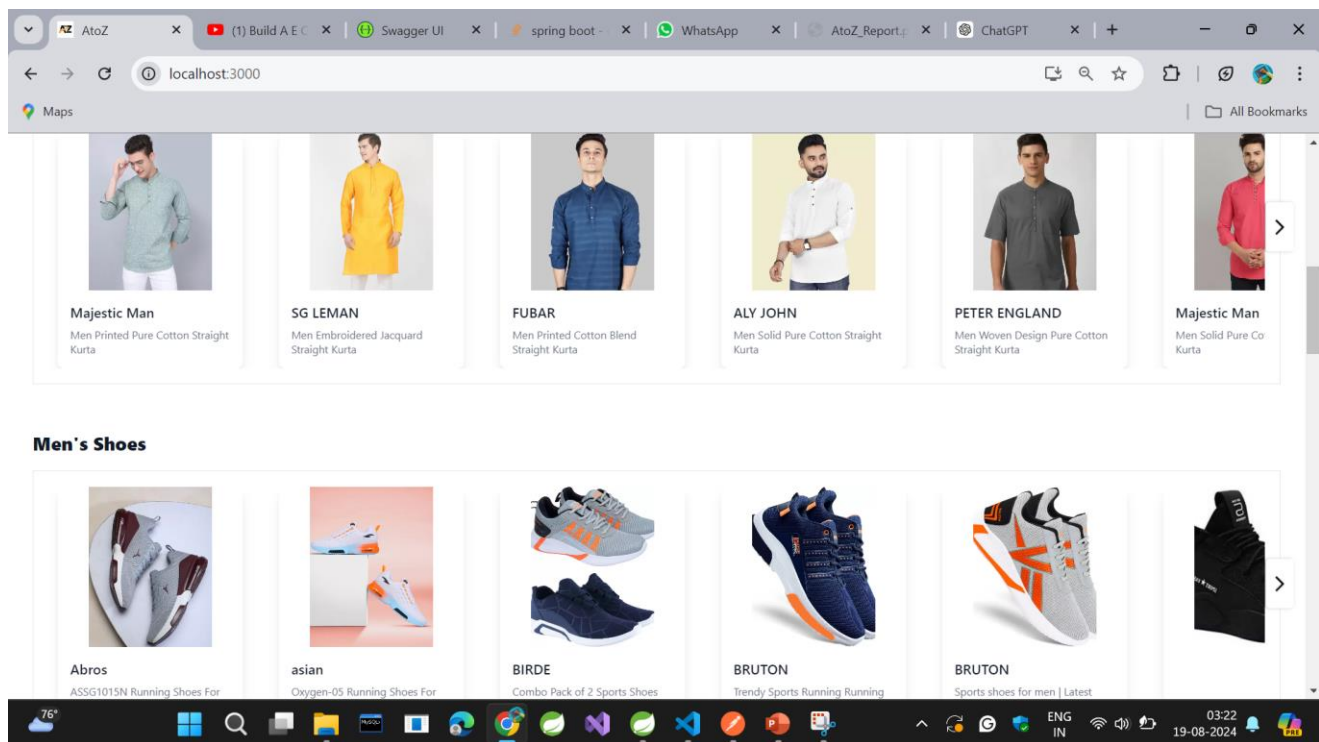 AZ AtoZ
(1) Build A E C
Swagger UI
spring boot -
WhatsApp
AtoZ_Report.p
ChatGPT
localhost:3000
Maps
All Bookmarks
Majestic Man
Men Printed Pure Cotton Straight
Kurta
SG LEMAN
Men Embroidered Jacquard
Straight Kurta
FUBAR
Men Printed Cotton Blend
Straight Kurta
ALY JOHN
Men Solid Pure Cotton Straight
Kurta
PETER ENGLAND
Men Woven Design Pure Cotton
Straight Kurta
Majestic Man
Men Solid Pure Co
Kurta
Men's Shoes
Abros
ASSG1015N Running Shoes For
asian
Oxygen-05 Running Shoes For
BIRDE
Combo Pack of 2 Sports Shoes
BRUTON
Trendy Sports Running Running
BRUTON
Sports shoes for men | Latest
76°
ENG
IN
03:22
19-08-2024
PRE